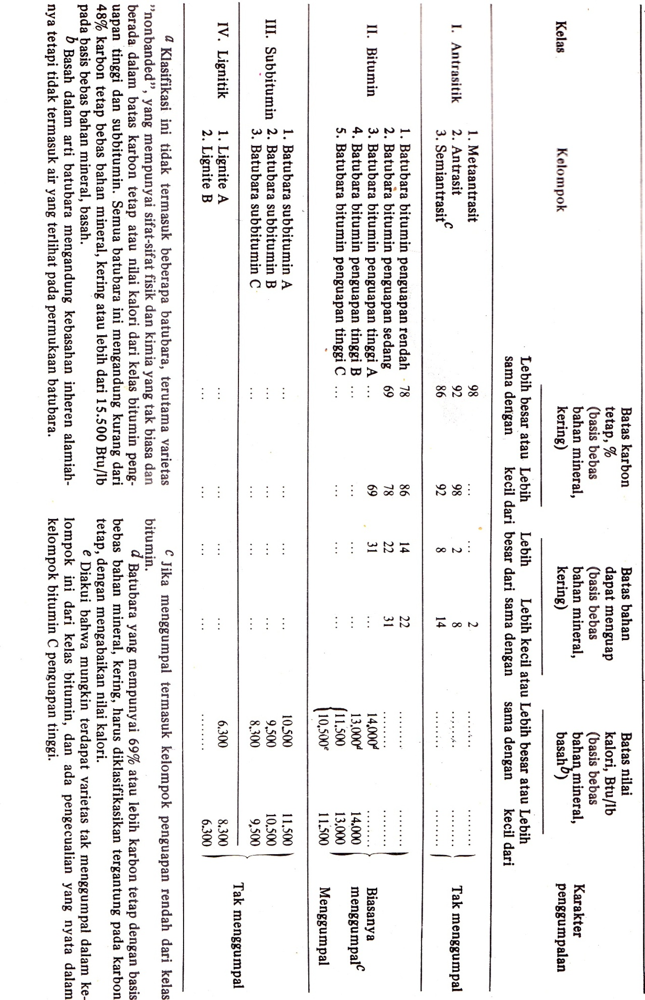 Kelas Kelompok Batas karbon tetap, % (basis bebas bahan mineral, kering) Batas bahan dapat menguap (basis bebas bahan mineral, kering) Batas nilai kalori, Btu/lb (basis bebas bahan mineral, basah b) Karakter penggumpalan
Lebih besar atau sama dengan Lebih kecil dari Lebih besar dari Lebih kecil atau sama dengan Lebih besar atau sama dengan Lebih kecil dari
I. Antrasitik 1. Metaantrasit 98 ... ... 2 ........ ........
2. Antrasit 92 98 2 8 ........ ........ Tak menggumpal
3. Semiantrasit c 86 92 8 14 ........ ........
II. Bitumin 1. Batubara bitumin penguapan rendah 78 86 14 22 ........ ........
2. Batubara bitumin penguapan sedang 69 78 22 31 ........ ........
3. Batubara bitumin penguapan tinggi A ... 69 31 ... 14,000d ........ Biasanya
4. Batubara bitumin penguapan tinggi B ... ... ... ... 13,000d 14,000 menggumpal c
5. Batubara bitumin penguapan tinggi C ... ... ... ... 11.500 13,000
10,500e 11.500 Menggumpal
III. Subbitumin 1. Batubara subbitumin A ... ... ... ... 10.500 11.500
2. Batubara subbitumin B ... ... ... ... 9,500 10.500
3. Batubara subbitumin C ... ... ... ... 8.300 9,500
Tak menggumpal
IV. Lignitik 1. Lignite A ... ... ... ... 6.300 8.300
2. Lignite B ... ... ... ... ........ 6.300
a Klasifikasi ini tidak termasuk beberapa batubara, terutama varietas
"nonbanded", yang mempunyai sifat-sifat fisik dan kimia yang tak biasa dan
berada dalam batas karbon tetap atau nilai kalori dari kelas bitumin peng-
uapan tinggi dan subbitumin. Semua batubara ini mengandung kurang dari
48% karbon tetap bebas bahan mineral, kering atau lebih dari 15.500 Btu/lb
pada basis bebas bahan mineral, basah.
b Basah dalam arti batubara mengandung kebasahan inheren alamiah-
nya tetapi tidak termasuk air yang terlihat pada permukaan batubara.
c Jika menggumpal termasuk kelompok penguapan rendah dari kelas
bitumin.
d Batubara yang mempunyai 69% atau lebih karbon tetap dengan basis
bebas bahan mineral, kering, harus diklasifikasikan tergantung pada karbon
tetap, dengan mengabaikan nilai kalori.
e Diakui bahwa mungkin terdapat varietas tak menggumpal dalam ke-
lompok ini dari kelas bitumin, dan ada pengecualian yang nyata dalam
kelompok bitumin C penguapan tinggi.